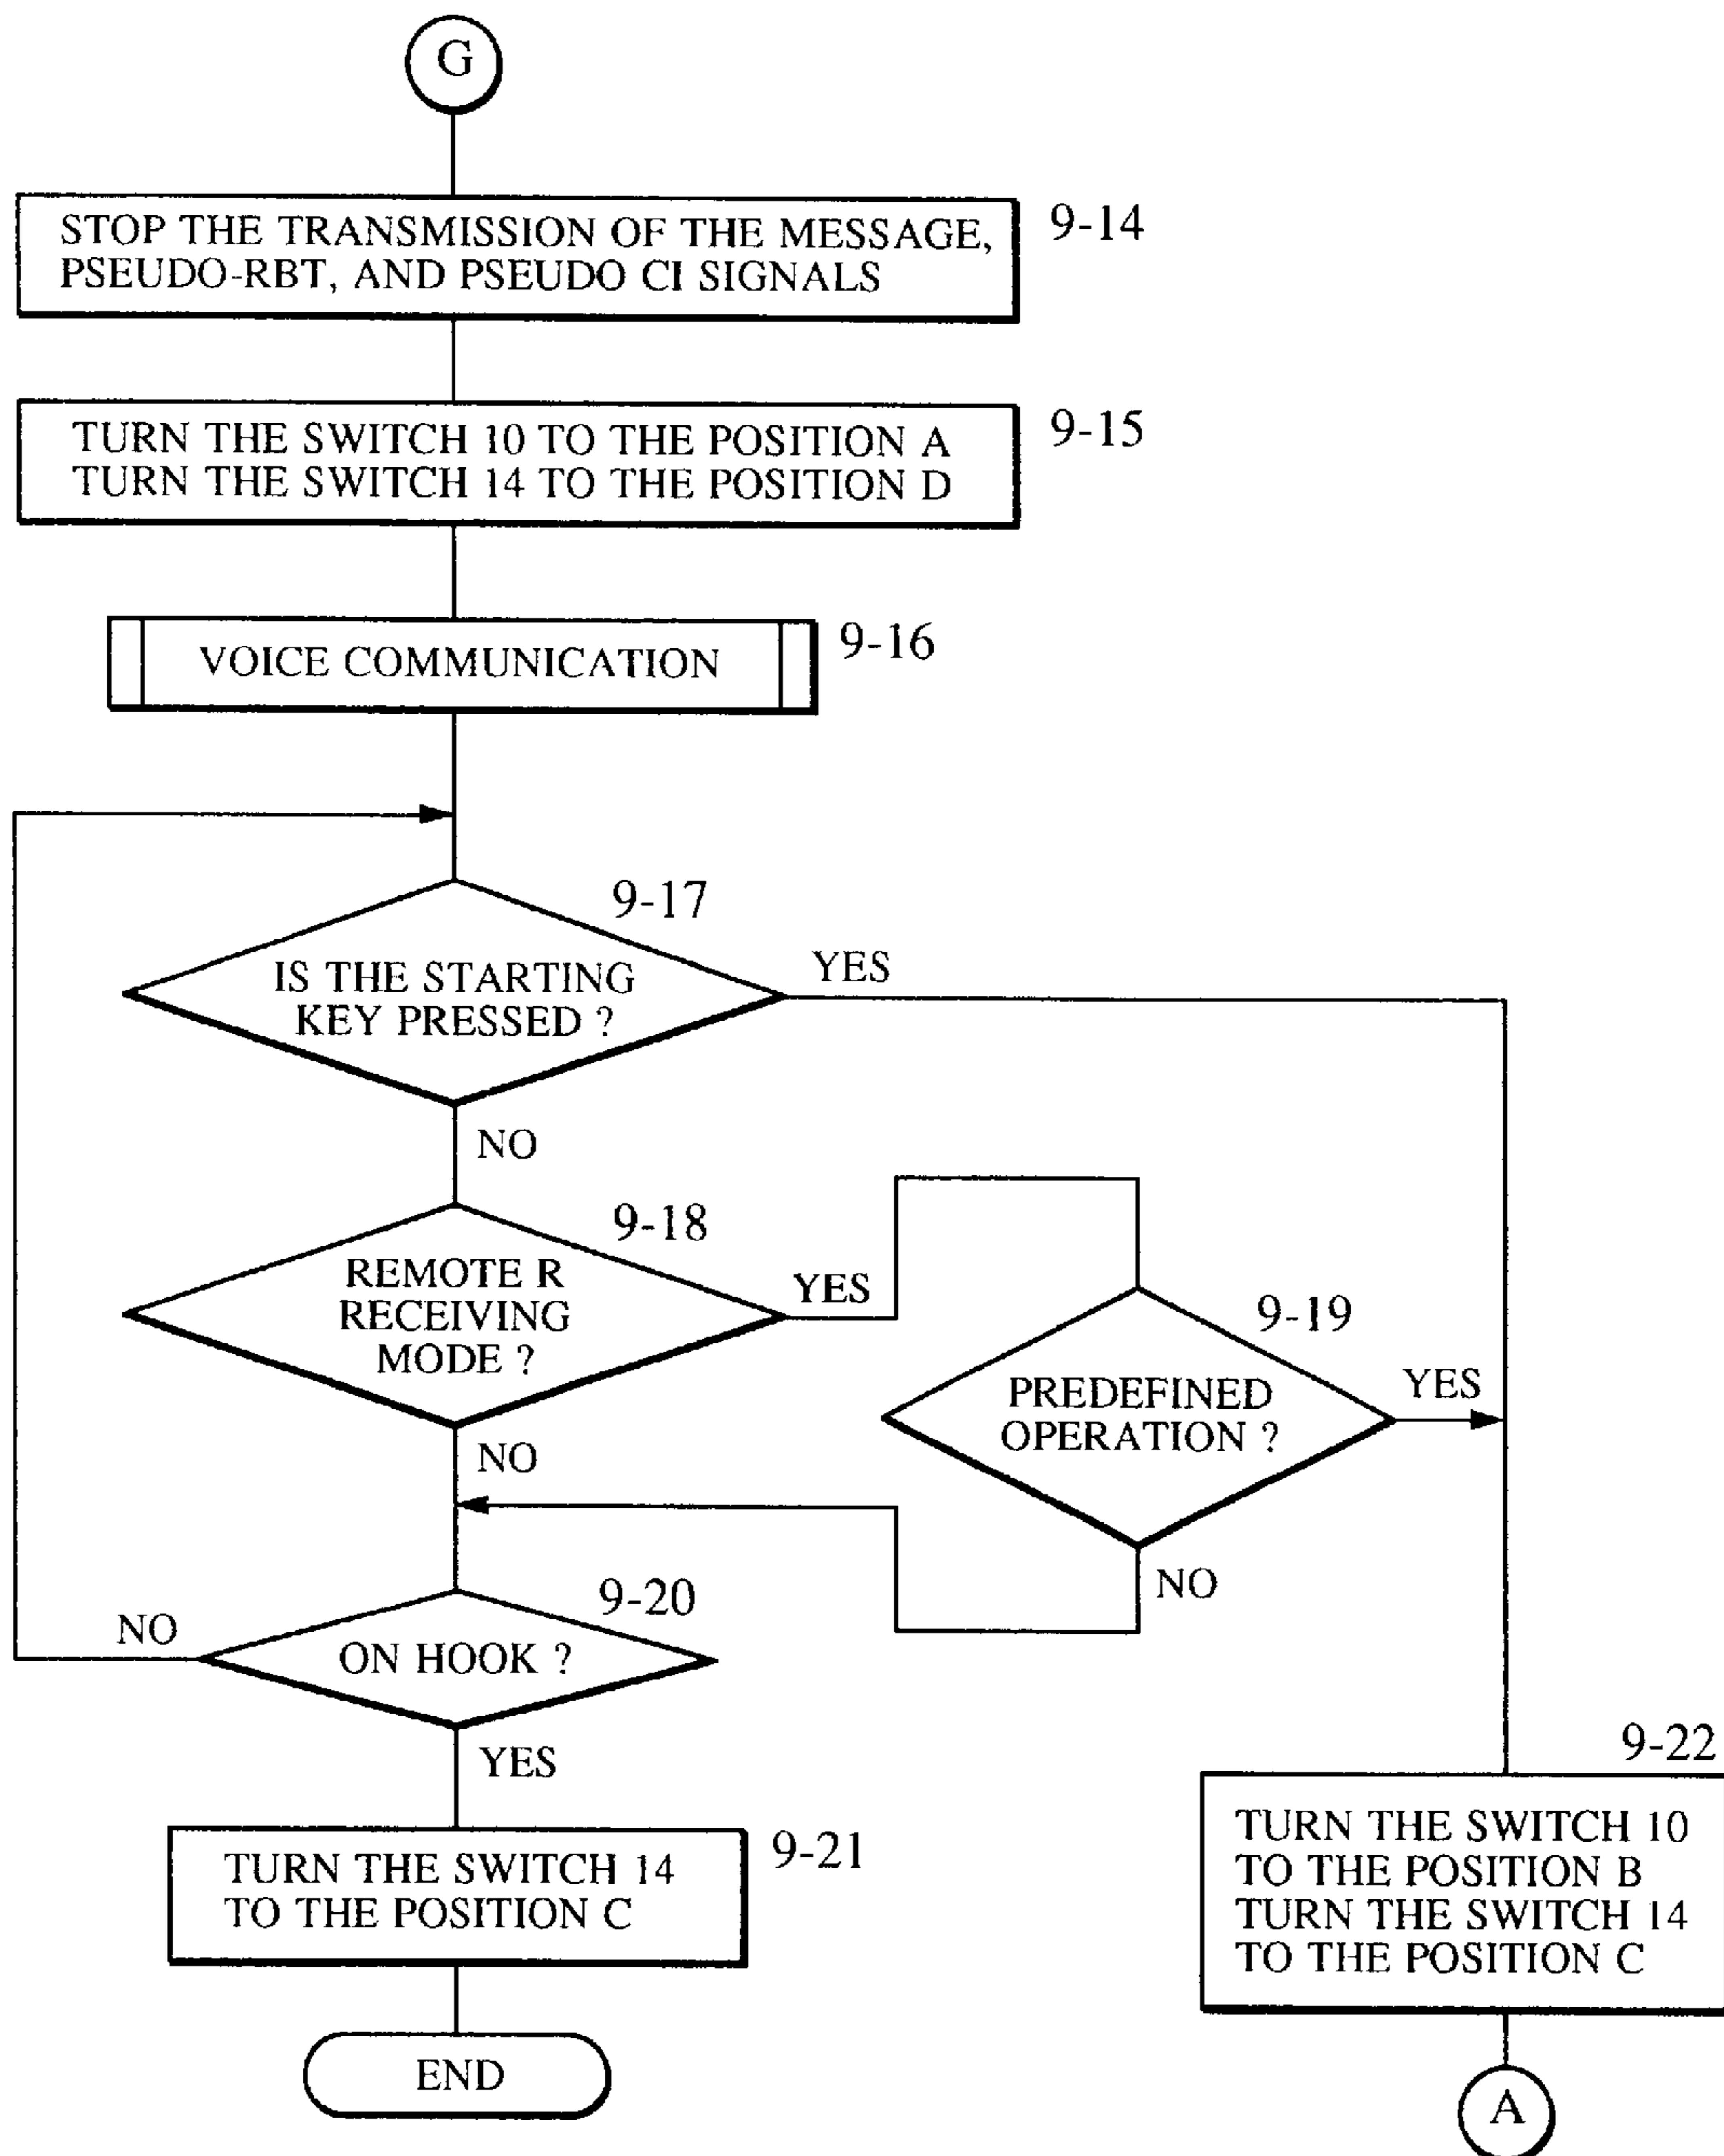 G
STOP THE TRANSMISSION OF THE MESSAGE,
PSEUDO-RBT, AND PSEUDO CI SIGNALS
9-14
TURN THE SWITCH 10 TO THE POSITION A
TURN THE SWITCH 14 TO THE POSITION D
9-15
VOICE COMMUNICATION
9-16
9-17
IS THE STARTING
KEY PRESSED ?
YES
NO
9-18
REMOTE R
RECEIVING
MODE ?
YES
NO
9-19
PREDEFINED
OPERATION ?
YES
NO
9-20
ON HOOK ?
NO
YES
9-21
TURN THE SWITCH 14
TO THE POSITION C
END
9-22
TURN THE SWITCH 10
TO THE POSITION B
TURN THE SWITCH 14
TO THE POSITION C
A